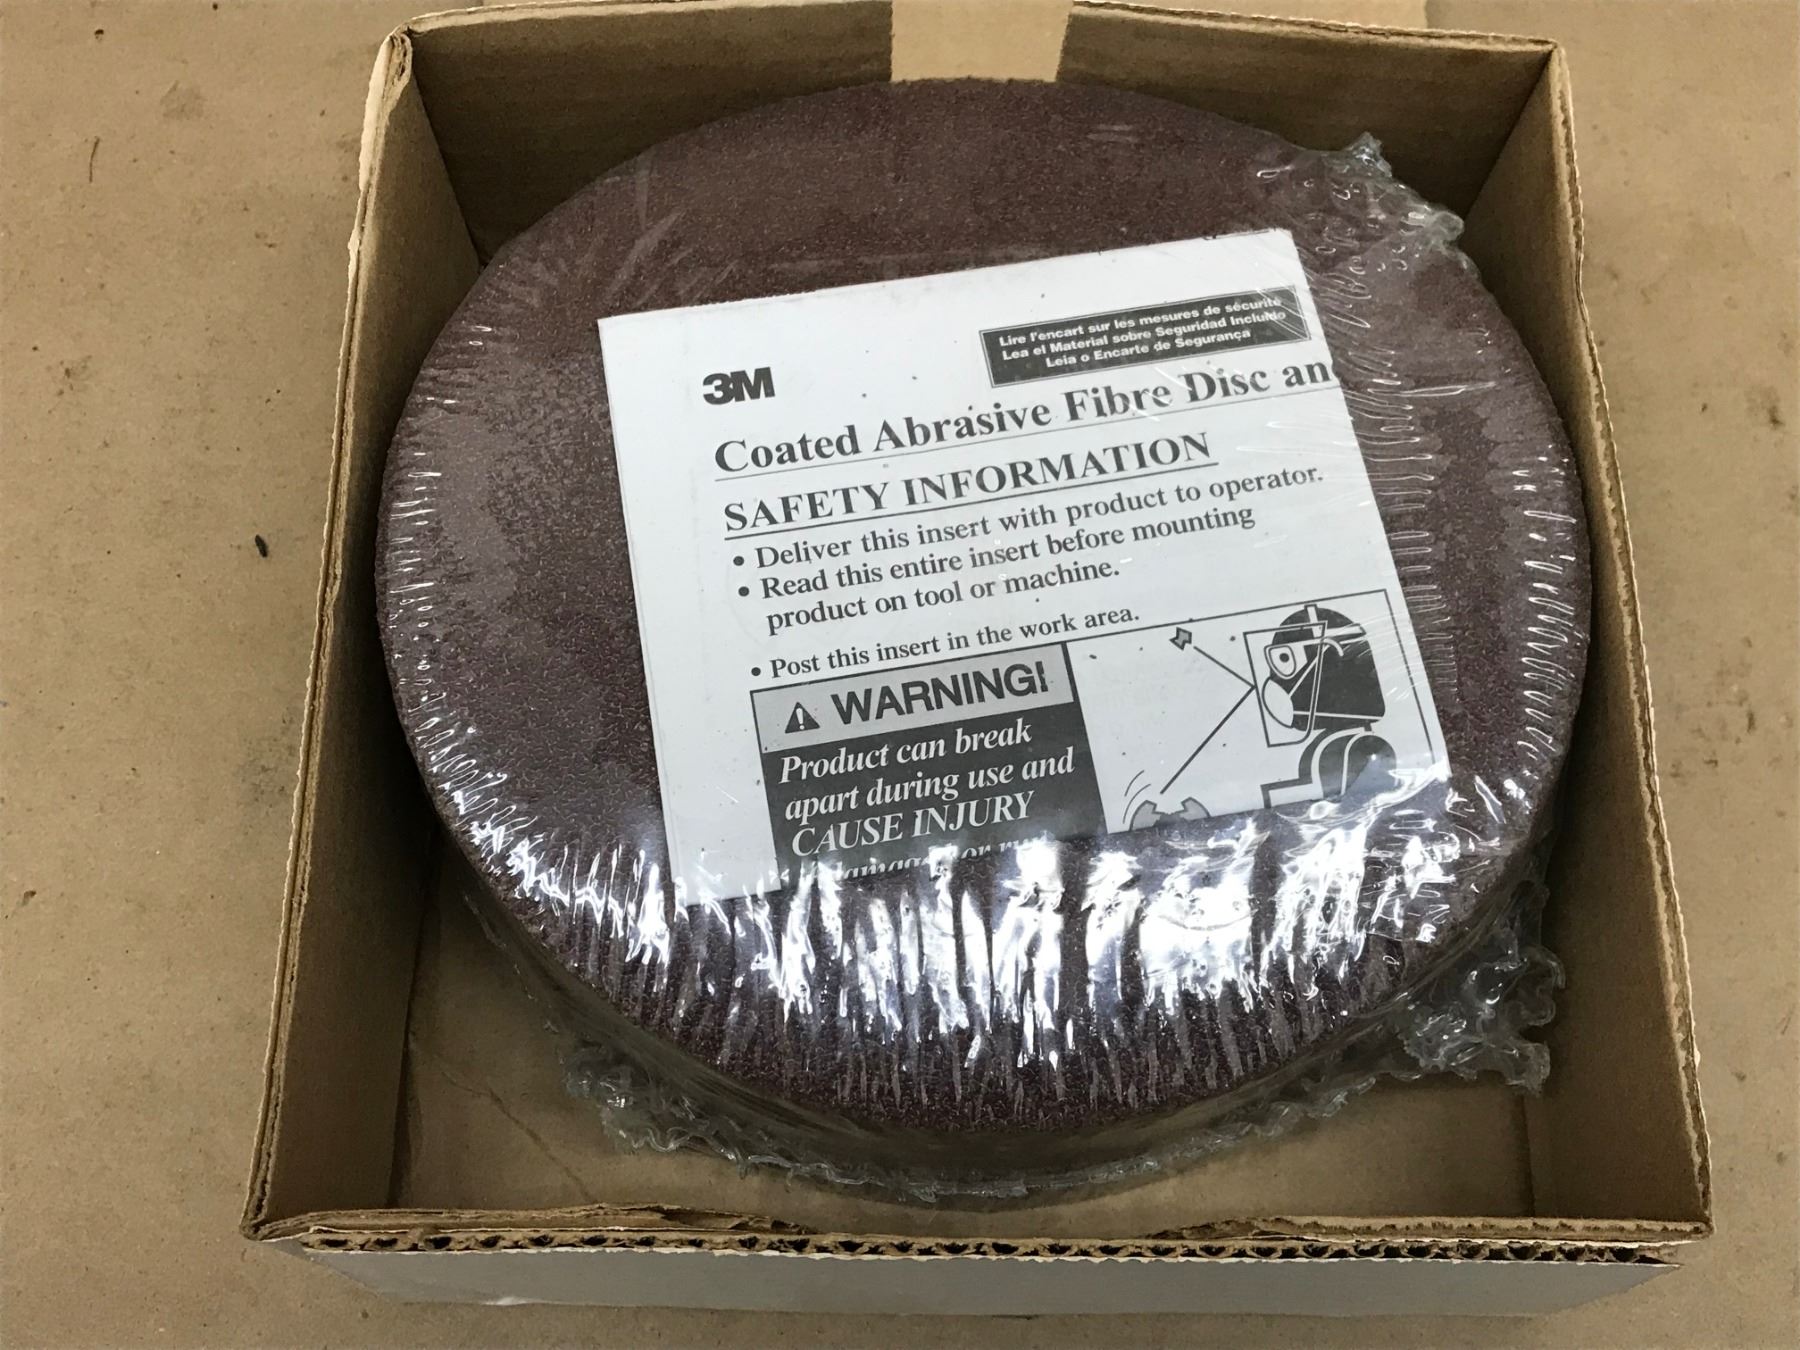 Lire l'encart sur les mesures de sécurité
Lea el Material sobre Seguridad Incluido
Leia o Encarte de Segurança
3M
Coated Abrasive Fibre Disc an
SAFETY INFORMATION
• Deliver this insert with product to operator.
• Read this entire insert before mounting
product on tool or machine.
• Post this insert in the work area.
WARNING!
Product can break
apart during use and
CAUSE INJURY